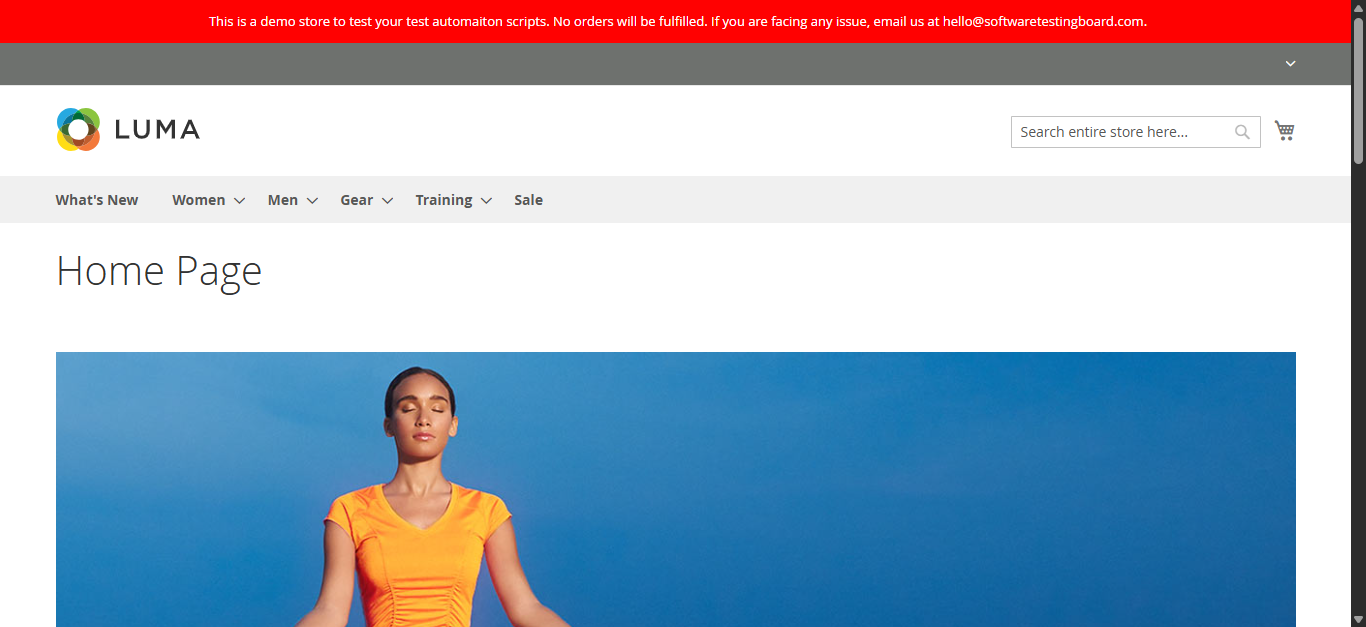 This is a demo store to test your test automaiton scripts. No orders will be fulfilled. If you are facing any issue, email us at hello@softwaretestingboard.com.
LUMA
Search entire store here...
What's New Women Men Gear Training Sale
Home Page